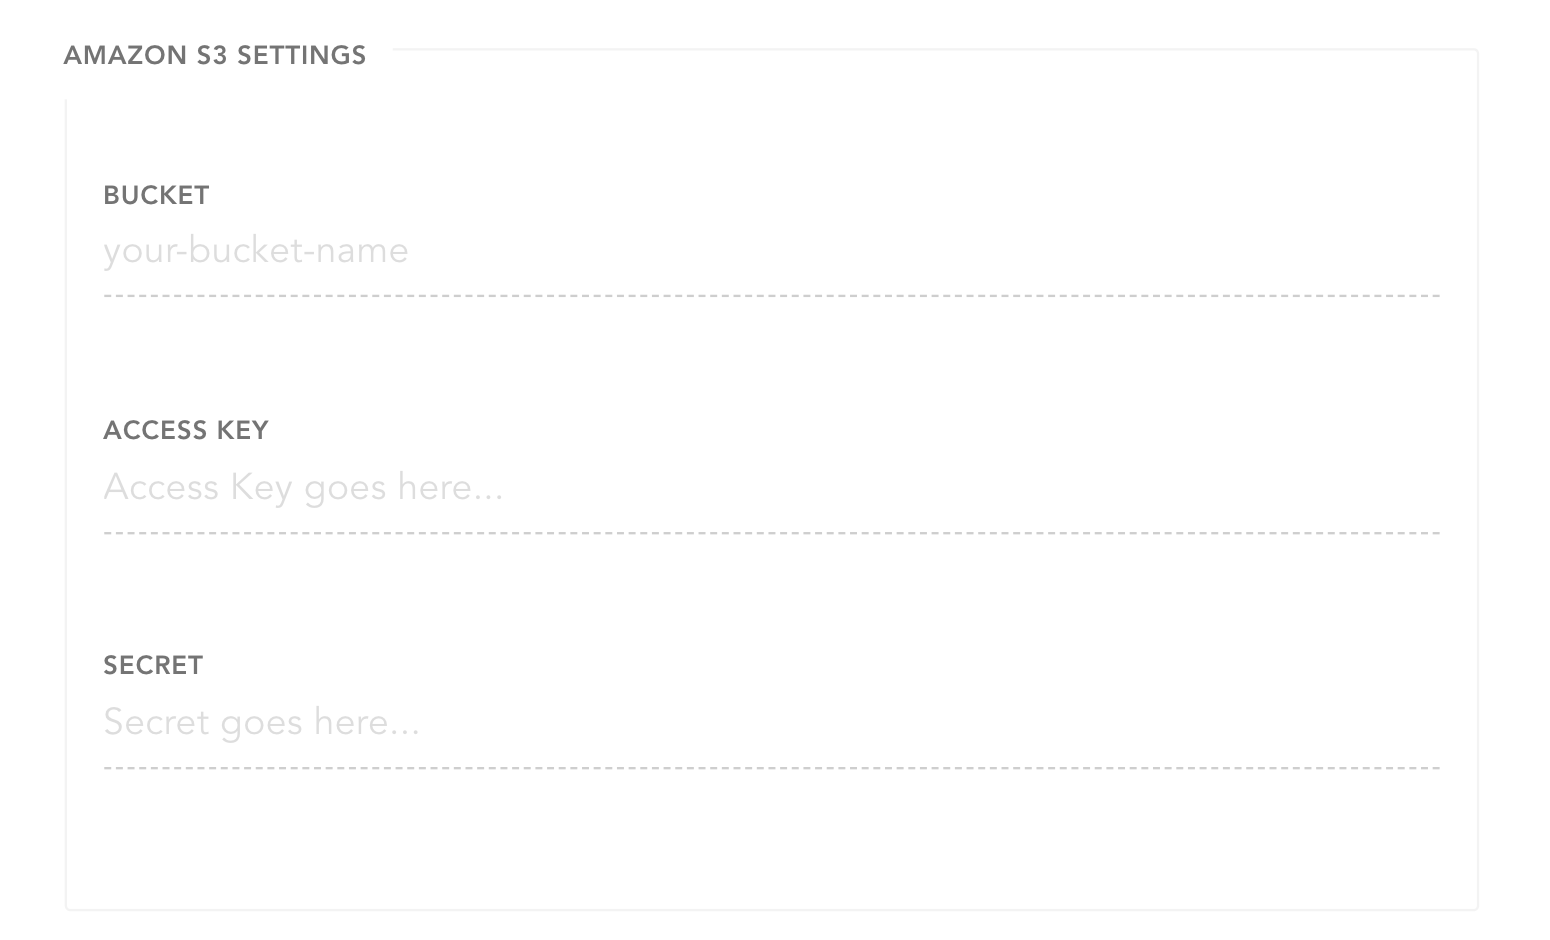 AMAZON S3 SETTINGS
BUCKET
your-bucket-name
ACCESS KEY
Access Key goes here...
SECRET
Secret goes here...